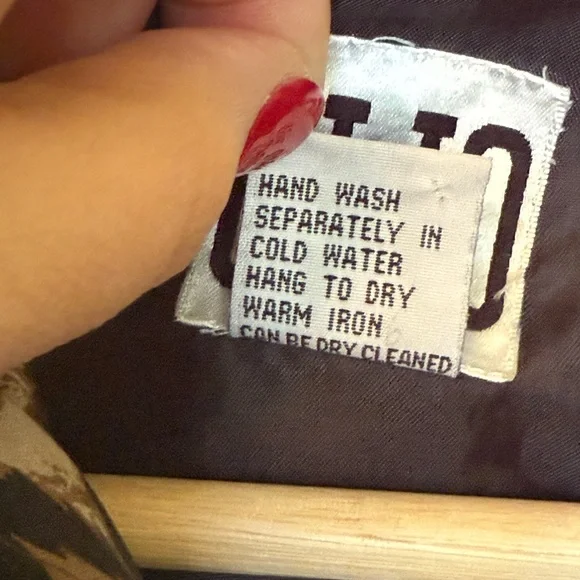 HAND WASH
SEPARATELY IN
COLD WATER
HANG TO DRY
WARM IRON
CAN BE DRY CLEANED